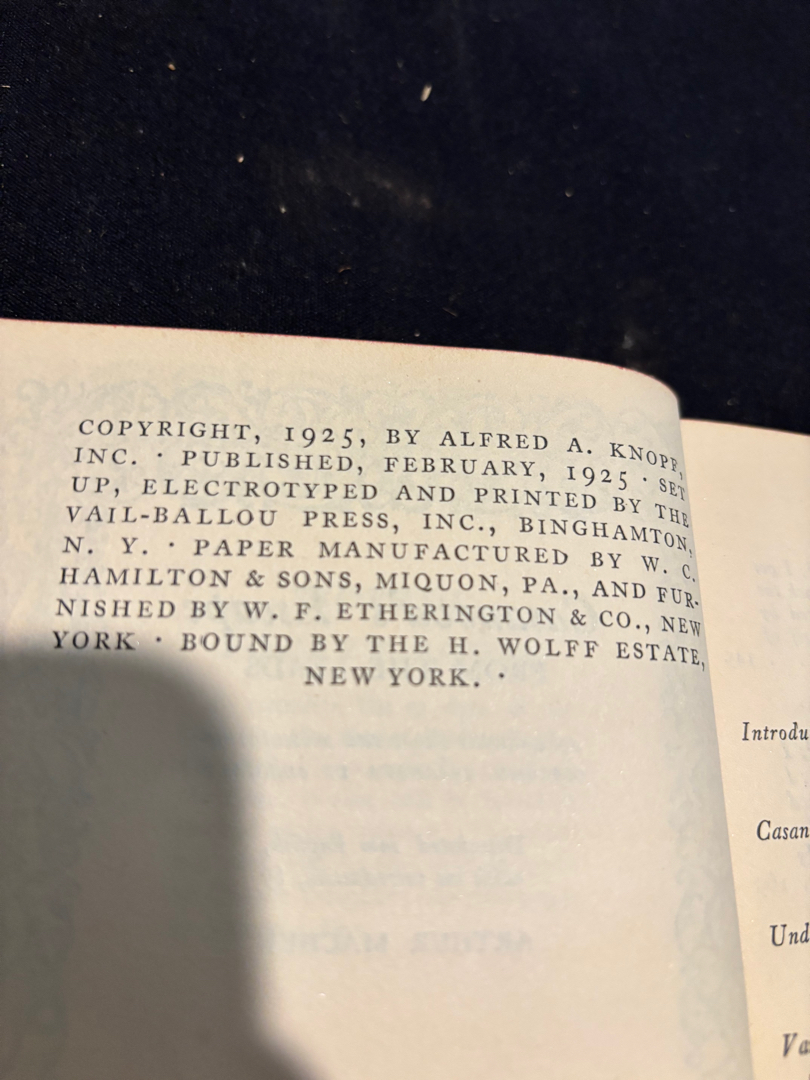 COPYRIGHT, 1925, BY ALFRED A. KNOPF,
INC. · PUBLISHED, FEBRUARY, 1925 · SET
UP, ELECTROTYPED AND PRINTED BY THE
VAIL-BALLOU PRESS, INC., BINGHAMTON,
N. Y. · PAPER MANUFACTURED BY W. C.
HAMILTON & SONS, MIQUON, PA., AND FUR-
NISHED BY W. F. ETHERINGTON & CO., NEW
YORK · BOUND BY THE H. WOLFF ESTATE,
NEW YORK. ·
Introdu
Casan
Und
Va